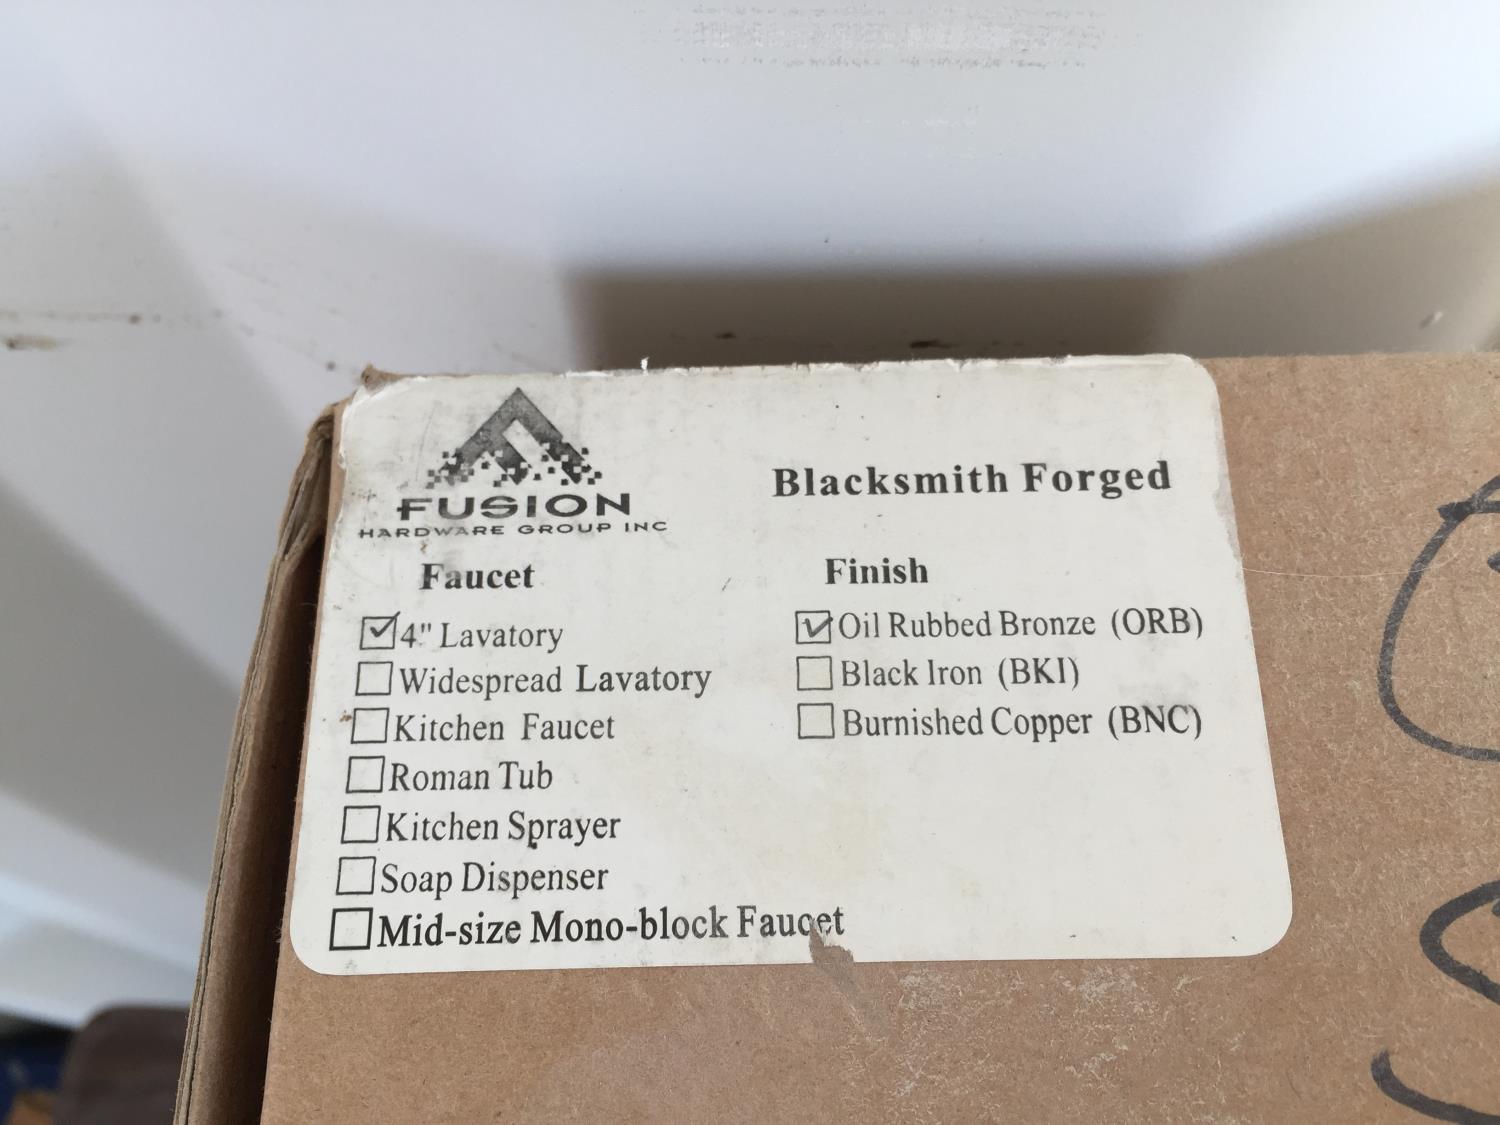 FUSION
HARDWARE GROUP INC
Blacksmith Forged
Faucet
4" Lavatory
Widespread Lavatory
Kitchen Faucet
Roman Tub
Kitchen Sprayer
Soap Dispenser
Mid-size Mono-block Faucet
Finish
Oil Rubbed Bronze (ORB)
Black Iron (BKI)
Burnished Copper (BNC)